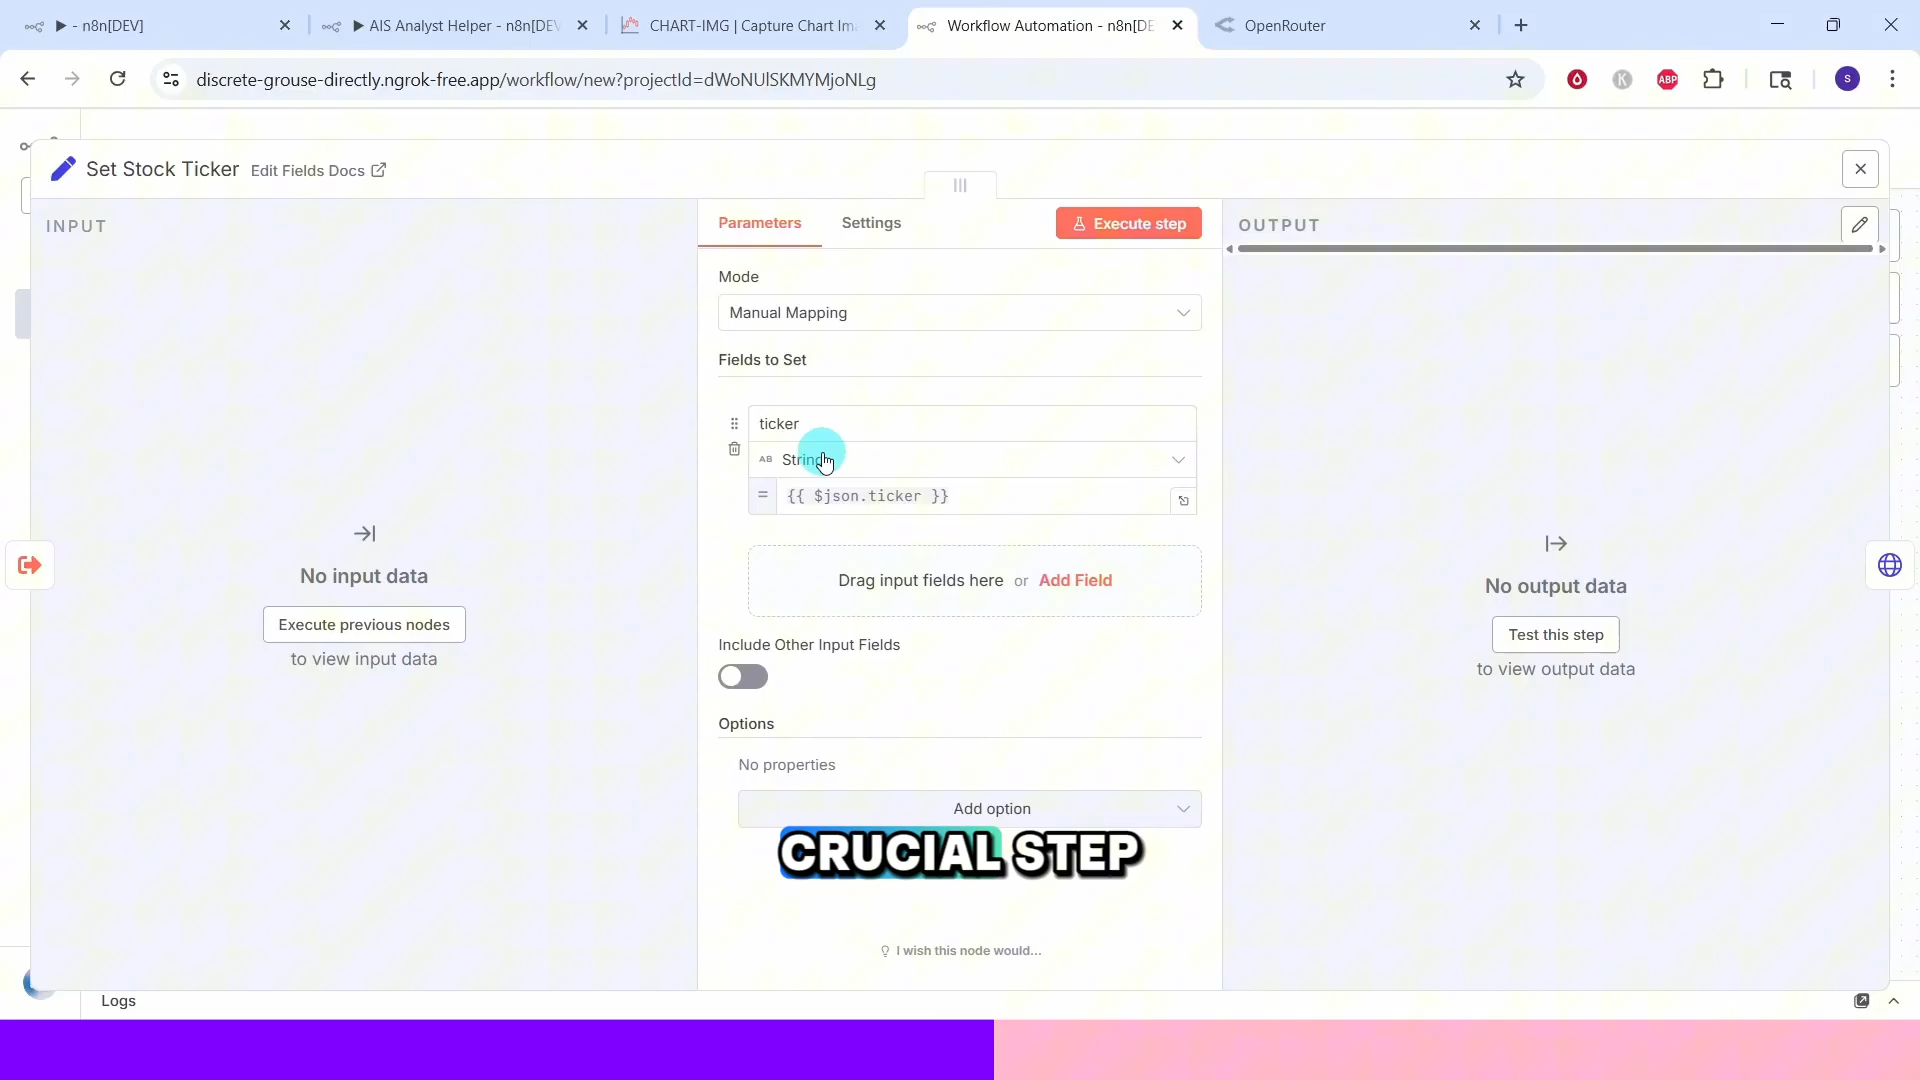 ▶ - n8n[DEV]
▶ AIS Analyst Helper - n8n[DEV
CHART-IMG | Capture Chart Ima
Workflow Automation - n8n[DE
OpenRouter
discrete-grouse-directly.ngrok-free.app/workflow/new?projectId=dWoNUlSKMYMjoNLg
K
ABP
S
Set Stock Ticker
Edit Fields Docs
INPUT
Parameters
Settings
Execute step
OUTPUT
Mode
Manual Mapping
Fields to Set
ticker
AB
String
= {{ $json.ticker }}
No input data
Execute previous nodes
to view input data
Drag input fields here or Add Field
No output data
Test this step
to view output data
Include Other Input Fields
Options
No properties
Add option
CRUCIAL STEP
I wish this node would...
Logs